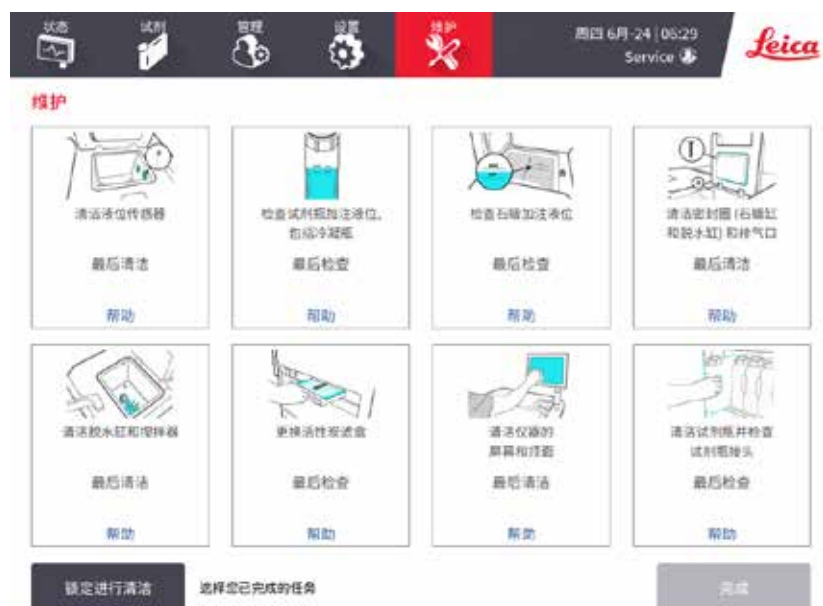 状态
试剂
管理
设置
维护
周四 6月-24 | 06:29
Service
Leica
维护
清洁液位传感器
最后清洁
帮助
检查试剂瓶加注液位,
包括冷凝瓶
最后检查
帮助
检查石蜡加注液位
最后检查
帮助
清洁密封圈 (石蜡缸
和脱水缸) 和排气口
最后清洁
帮助
清洁脱水缸和搅拌器
最后清洁
帮助
更换活性炭滤盒
最后检查
帮助
清洁仪器的
屏幕和顶面
最后清洁
帮助
清洁试剂瓶并检查
试剂瓶接头
最后检查
帮助
锁定进行清洁
选择您已完成的任务
完成